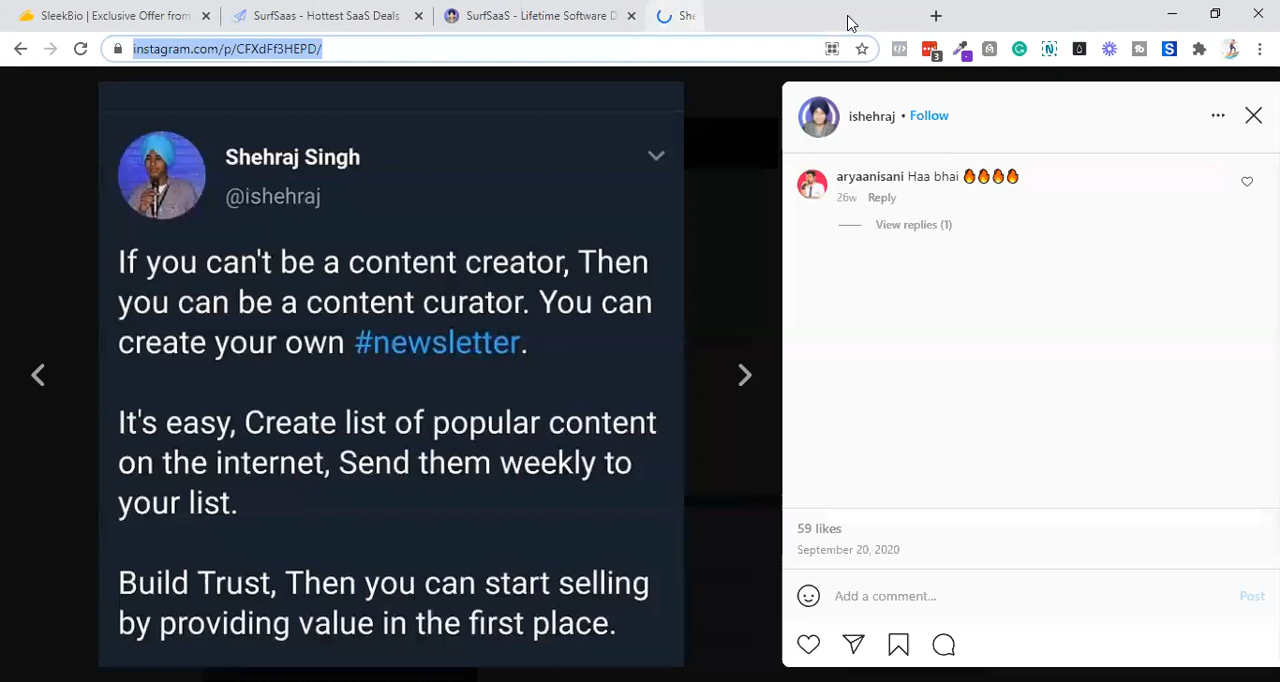 SleekBio | Exclusive Offer from
SurfSaas - Hottest SaaS Deals
SurfSaaS - Lifetime Software D
She
instagram.com/p/CFXdFf3HEPD/
3
Shehraj Singh
@ishehraj
If you can't be a content creator, Then
you can be a content curator. You can
create your own #newsletter.
It's easy, Create list of popular content
on the internet, Send them weekly to
your list.
Build Trust, Then you can start selling
by providing value in the first place.
ishehraj • Follow
aryaanisani Haa bhai 🔥🔥🔥🔥
26w Reply
View replies (1)
59 likes
September 20, 2020
Add a comment... Post